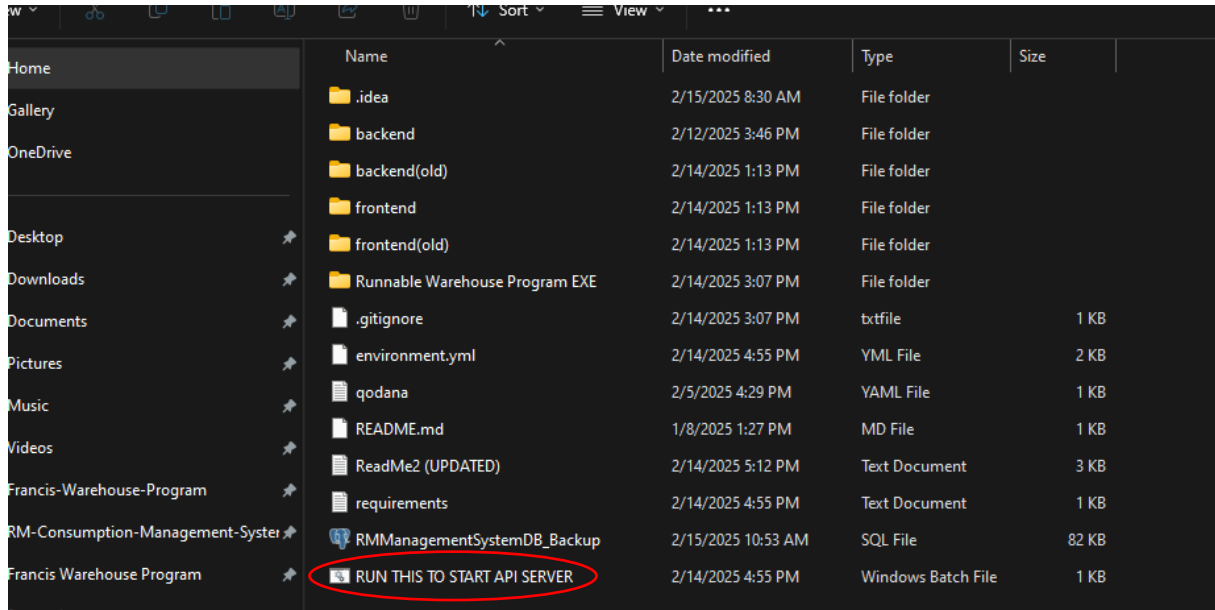 ew Sort View ...
Name Date modified Type Size
Home
.idea 2/15/2025 8:30 AM File folder
Gallery
backend 2/12/2025 3:46 PM File folder
OneDrive
backend(old) 2/14/2025 1:13 PM File folder
frontend 2/14/2025 1:13 PM File folder
Desktop
frontend(old) 2/14/2025 1:13 PM File folder
Downloads
Runnable Warehouse Program EXE 2/14/2025 3:07 PM File folder
Documents
.gitignore 2/14/2025 3:07 PM txtfile 1 KB
Pictures
environment.yml 2/14/2025 4:55 PM YML File 2 KB
Music
qodana 2/5/2025 4:29 PM YAML File 1 KB
Videos
README.md 1/8/2025 1:27 PM MD File 1 KB
ReadMe2 (UPDATED) 2/14/2025 5:12 PM Text Document 3 KB
Francis-Warehouse-Program
requirements 2/14/2025 4:55 PM Text Document 1 KB
RM-Consumption-Management-System
RMManagementSystemDB_Backup 2/15/2025 10:53 AM SQL File 82 KB
Francis Warehouse Program
RUN THIS TO START API SERVER 2/14/2025 4:55 PM Windows Batch File 1 KB